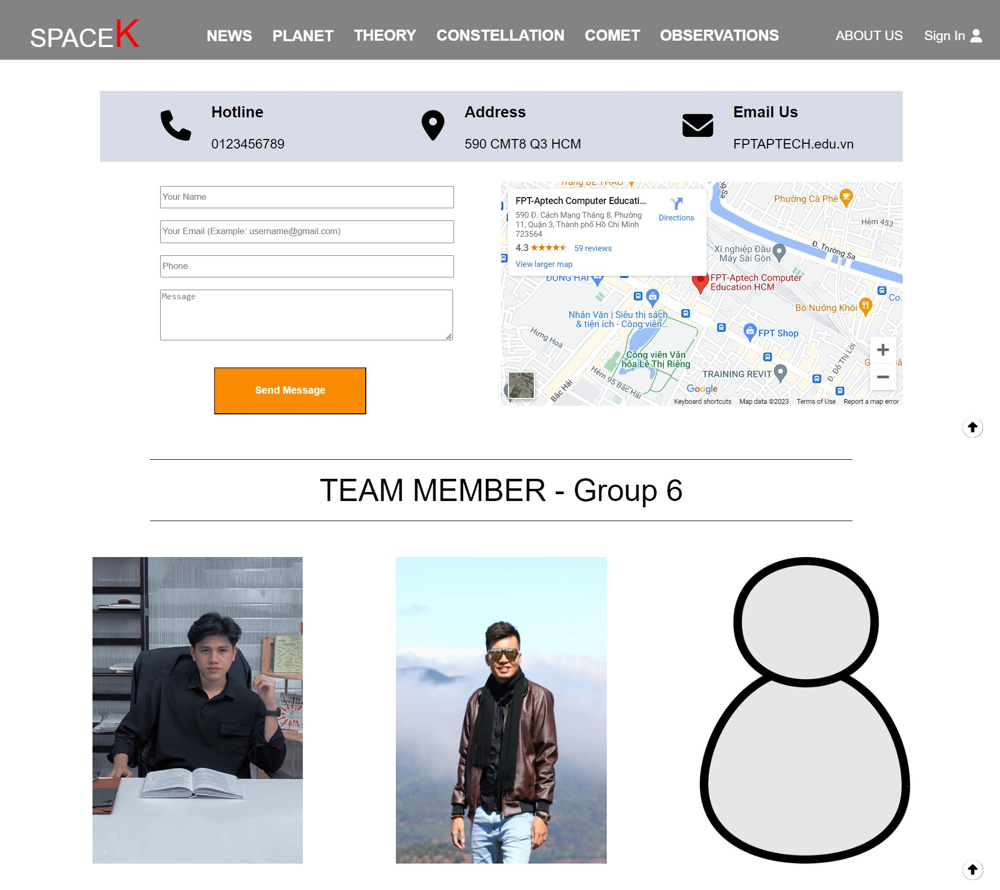 SPACEK
NEWS PLANET THEORY CONSTELLATION COMET OBSERVATIONS ABOUT US Sign In
Hotline
0123456789
Address
590 CMT8 Q3 HCM
Email Us
FPTAPTECH.edu.vn
Your Name
Your Email (Example: username@gmail.com)
Phone
Message
Send Message
FPT-Aptech Computer Educati...
590 Đ. Cách Mạng Tháng 8, Phường
11, Quận 3, Thành phố Hồ Chí Minh
723564
4.3 59 reviews
View larger map
Directions
Phường Cà Phê
Hẻm 453
Đ. Trường Sa
Xí nghiệp Đầu
Máy Sài Gòn
FPT-Aptech Computer
Education HCM
Co.
Bò Nướng Khói
Nhân Văn | Siêu thị sách
& tiện ích - Công viên...
Hưng Hoá
FPT Shop
Công viên Văn
hóa Lê Thị Riêng
TRAINING REVIT
Đ. Đỗ Thị Lời
Hẻm 95 Bắc Hải
Bắc Hải
Google
Keyboard shortcuts Map data ©2023 Terms of Use Report a map error
TEAM MEMBER - Group 6
ĐỜI
QUANG
CÁO